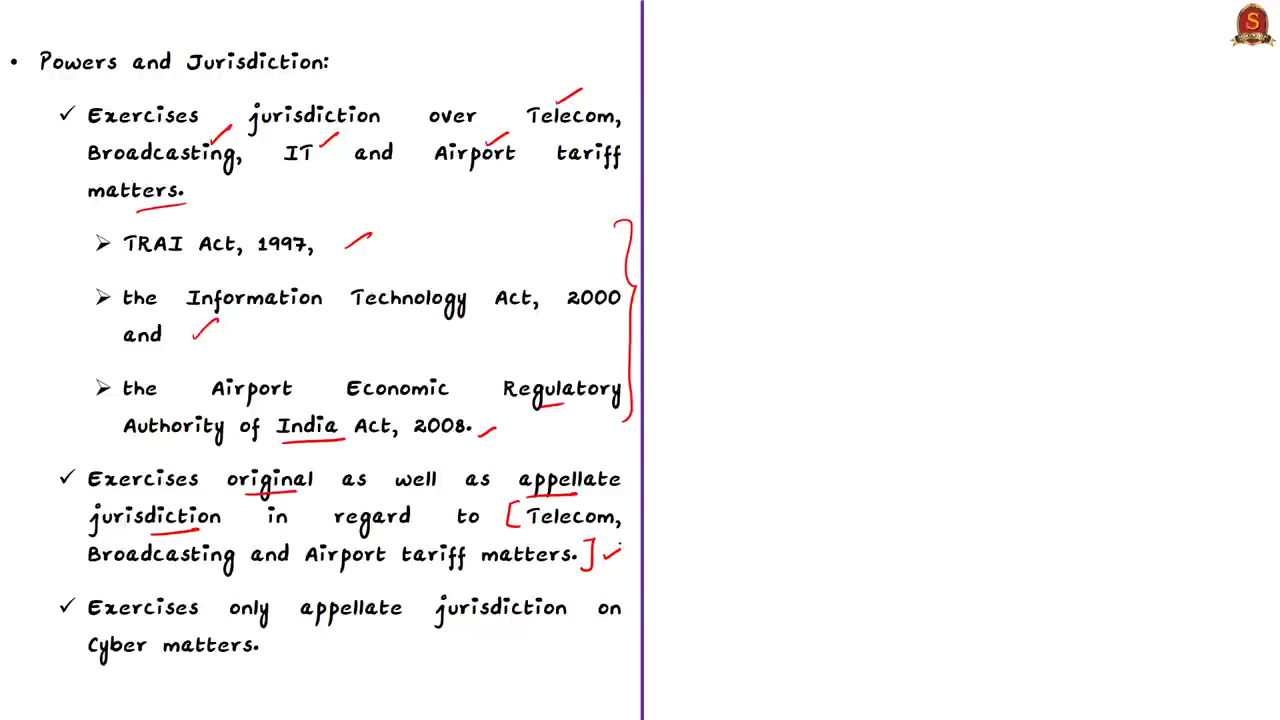 • Powers and Jurisdiction:
✓ Exercises jurisdiction over Telecom,
Broadcasting, IT and Airport tariff
matters.
➢ TRAI Act, 1997,
➢ the Information Technology Act, 2000
and
➢ the Airport Economic Regulatory
Authority of India Act, 2008.
✓ Exercises original as well as appellate
jurisdiction in regard to [Telecom,
Broadcasting and Airport tariff matters.]
✓ Exercises only appellate jurisdiction on
Cyber matters.
S